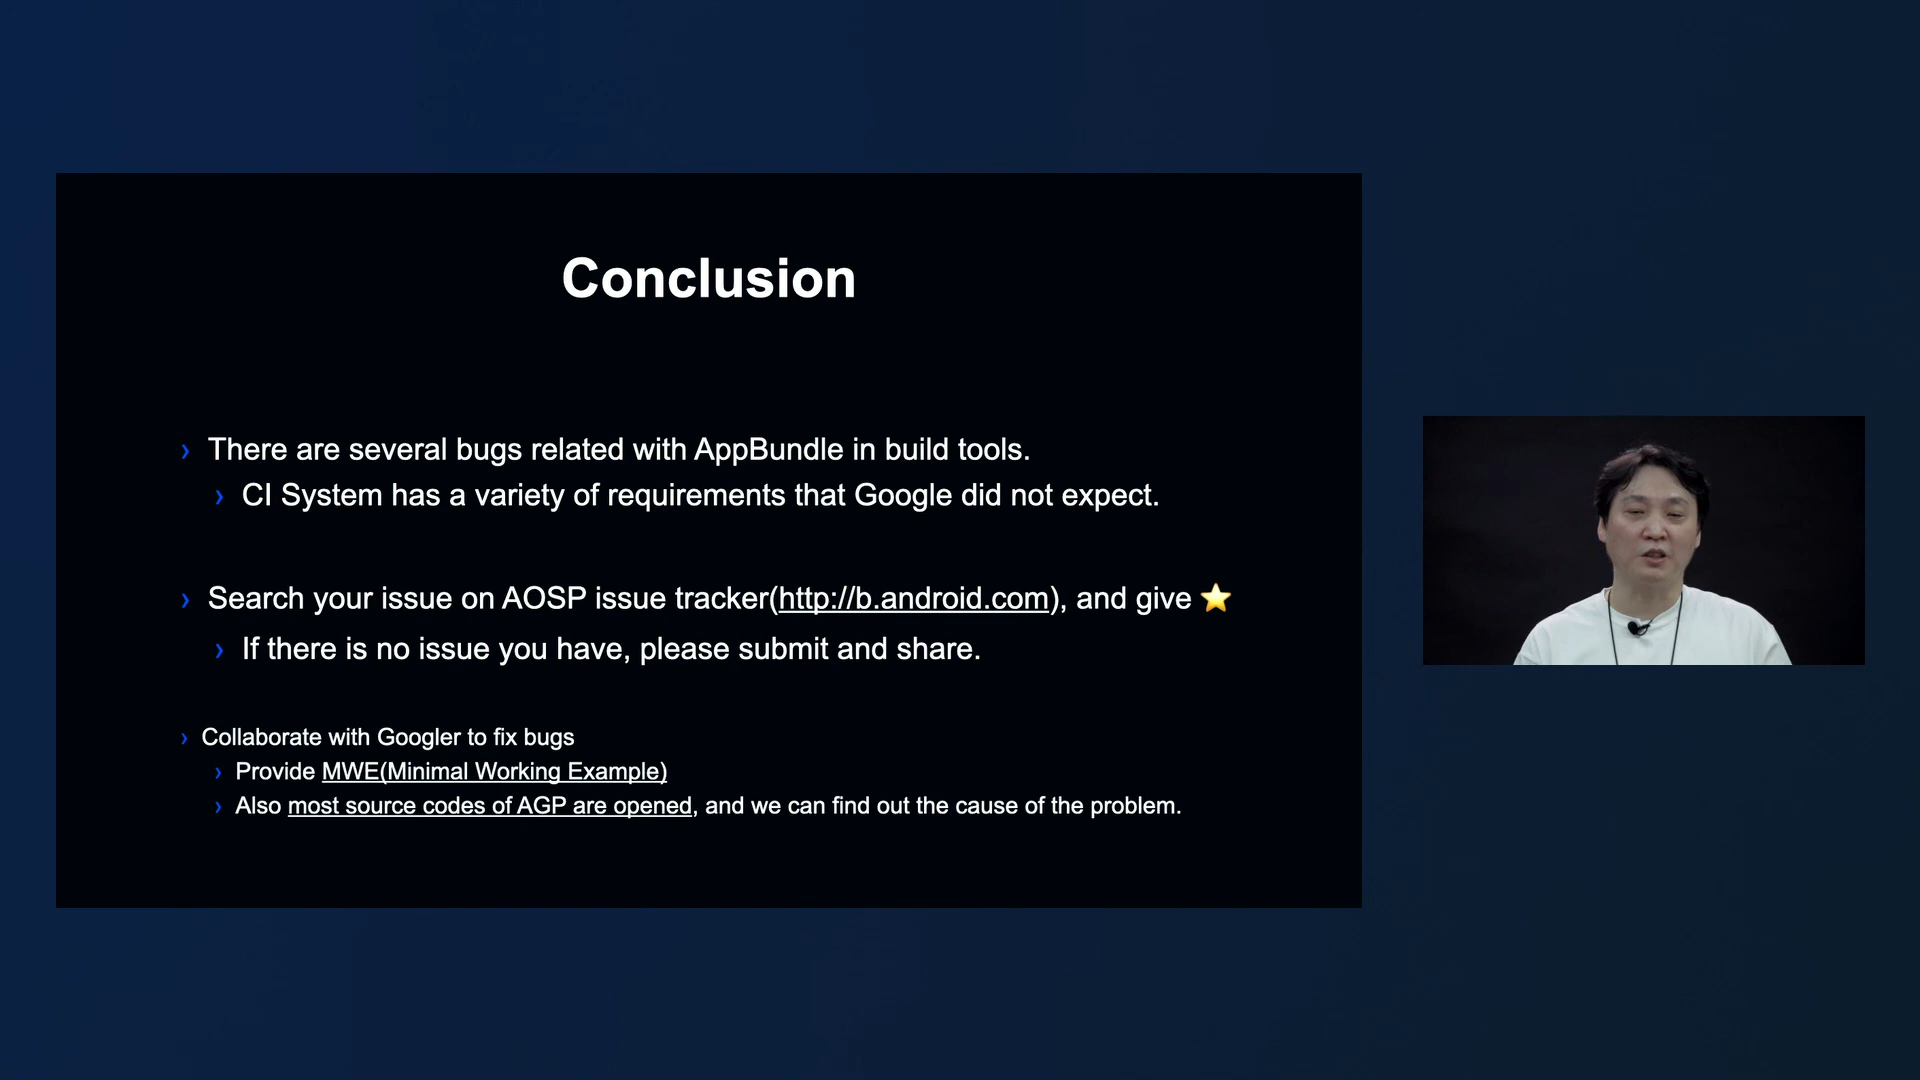 Conclusion
› There are several bugs related with AppBundle in build tools.
› CI System has a variety of requirements that Google did not expect.
› Search your issue on AOSP issue tracker(http://b.android.com), and give ⭐
› If there is no issue you have, please submit and share.
› Collaborate with Googler to fix bugs
› Provide MWE(Minimal Working Example)
› Also most source codes of AGP are opened, and we can find out the cause of the problem.